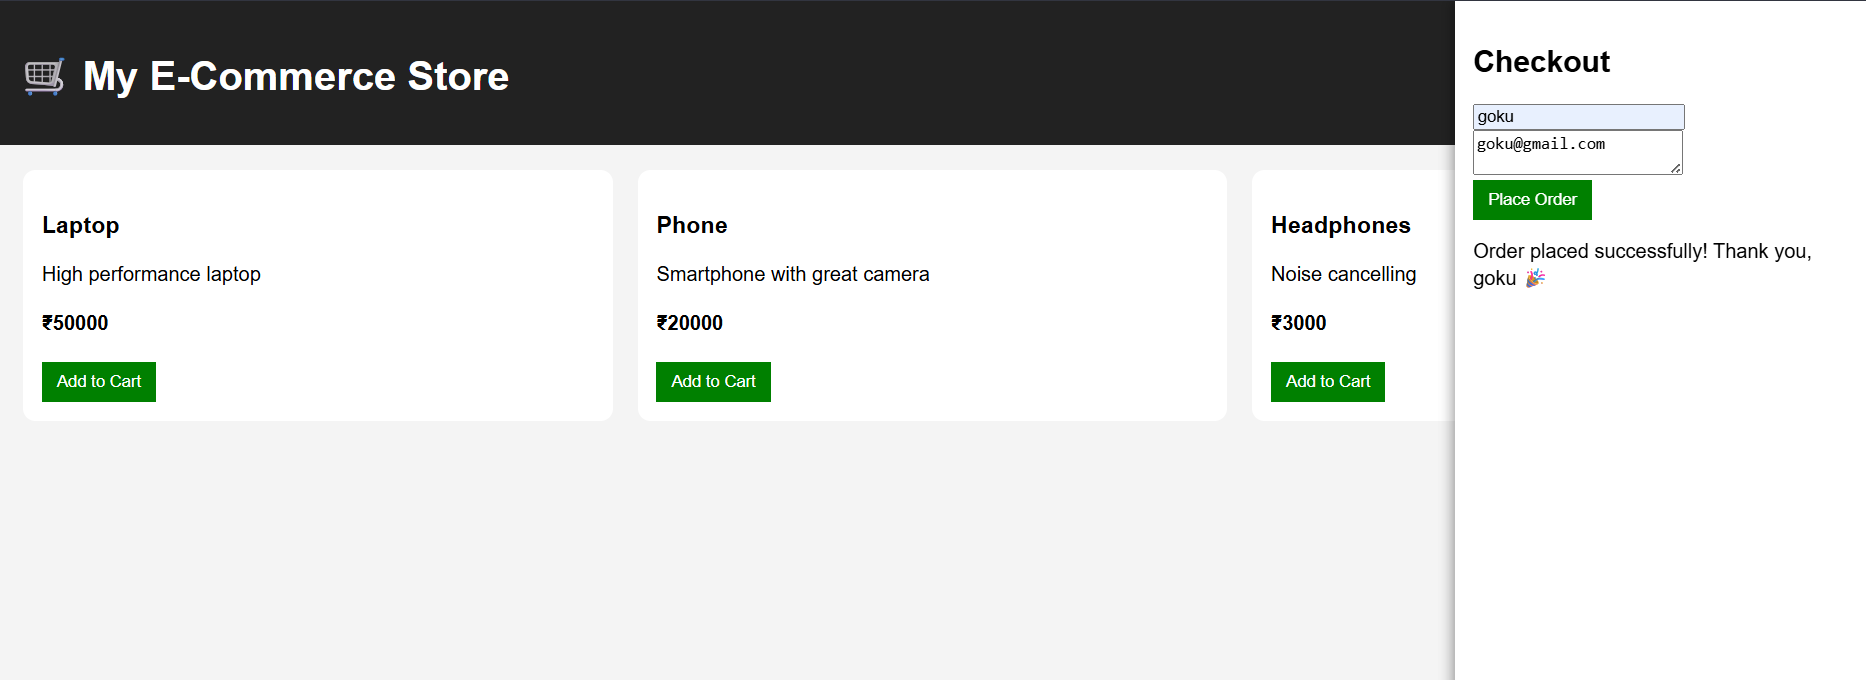 🛒 My E-Commerce Store
Laptop
High performance laptop
₹50000
Add to Cart
Phone
Smartphone with great camera
₹20000
Add to Cart
Headphones
Noise cancelling
₹3000
Add to Cart
Checkout
goku
goku@gmail.com
Place Order
Order placed successfully! Thank you,
goku 🎉